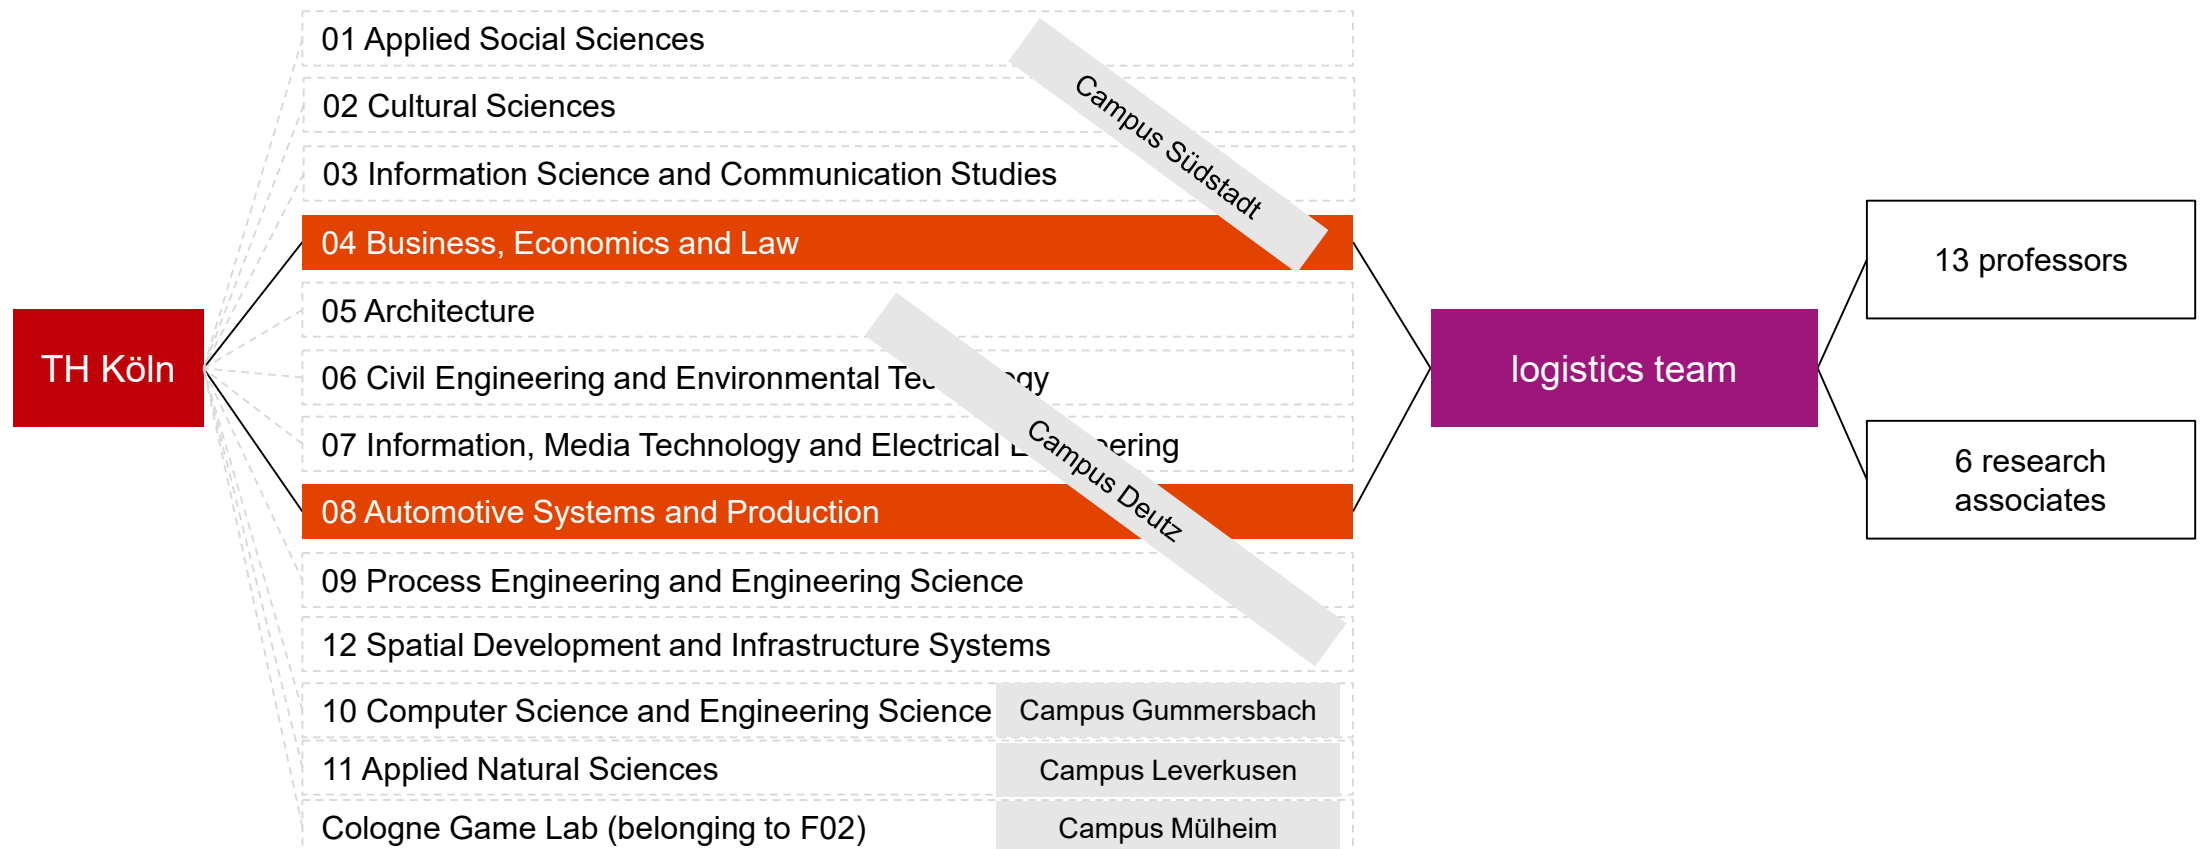 01 Applied Social Sciences
02 Cultural Sciences
03 Information Science and Communication Studies
04 Business, Economics and Law
Campus Südstadt
05 Architecture
06 Civil Engineering and Environmental
07 Information, Media Technology and Electrical
08 Automotive Systems and Production
09 Process Engineering and Engineering Science
12 Spatial Development and Infrastructure Systems
Campus Deutz
10 Computer Science and Engineering Science
Campus Gummersbach
11 Applied Natural Sciences
Campus Leverkusen
Cologne Game Lab (belonging to F02)
Campus Mülheim
TH Köln
logistics team
13 professors
6 research
associates